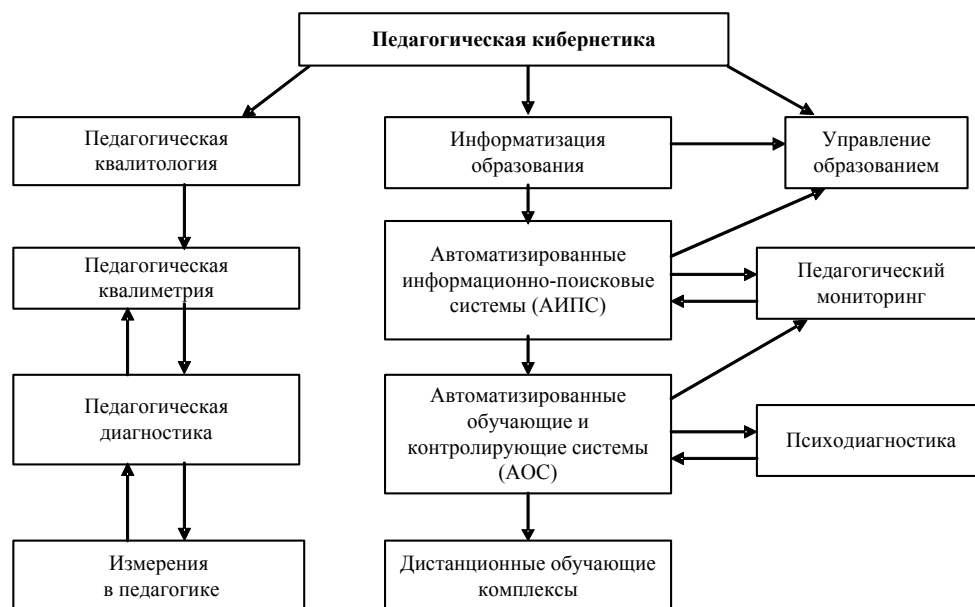 Педагогическая кибернетика
Педагогическая
квалитология
Информатизация
образования
Управление
образованием
Педагогическая
квалиметрия
Автоматизированные
информационно-поисковые
системы (АИПС)
Педагогический
мониторинг
Педагогическая
диагностика
Автоматизированные
обучающие и
контролирующие системы
(АОС)
Психодиагностика
Измерения
в педагогике
Дистанционные обучающие
комплексы